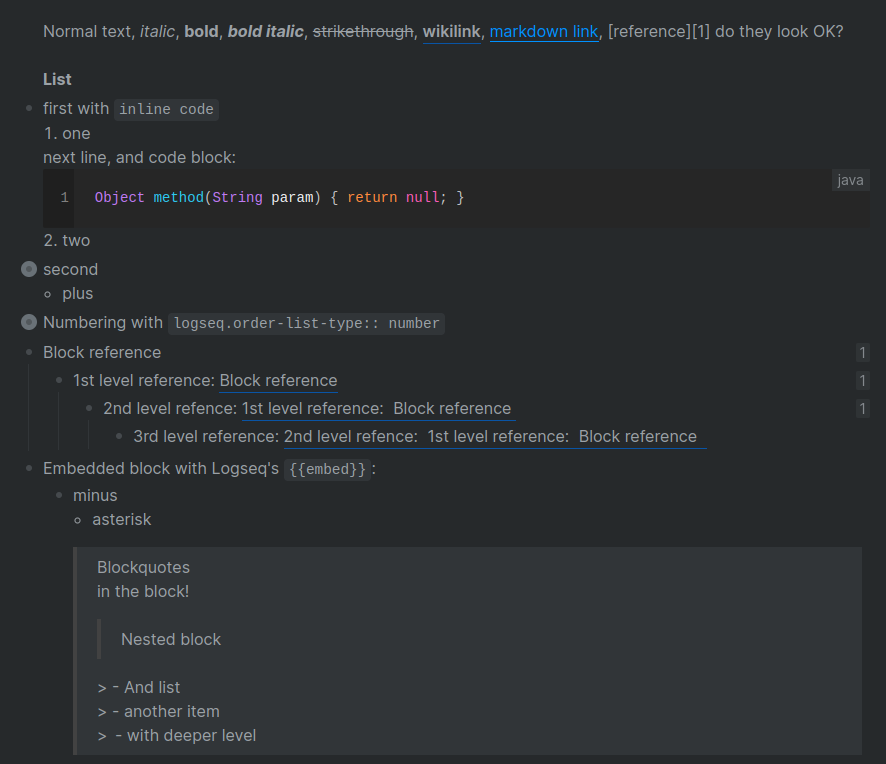 Normal text, italic, bold, bold italic, strikethrough, wikilink, markdown link, [reference][1] do they look OK?
List
first with inline code
1. one
next line, and code block:
java
1 Object method(String param) { return null; }
2. two
second
plus
Numbering with logseq.order-list-type:: number
Block reference 1
1st level reference: Block reference 1
2nd level refence: 1st level reference: Block reference 1
3rd level reference: 2nd level refence: 1st level reference: Block reference
Embedded block with Logseq's {{embed}}:
minus
asterisk
Blockquotes
in the block!
Nested block
> - And list
> - another item
>  - with deeper level